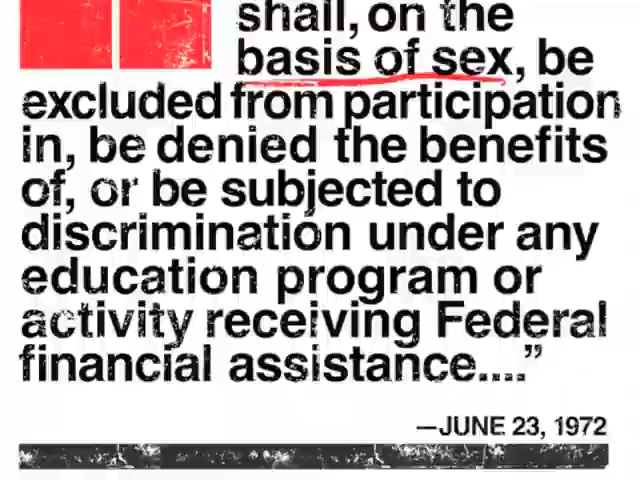 shall, on the
basis of sex, be
excluded from participation
in, be denied the benefits
of, or be subjected to
discrimination under any
education program or
activity receiving Federal
financial assistance....”
—JUNE 23, 1972